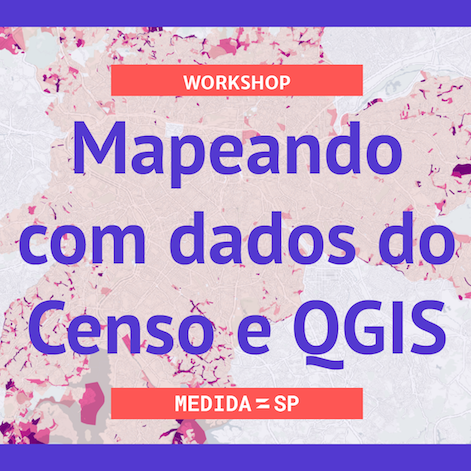 WORKSHOP
Mapeando
com dados do
Censo e QGIS
MEDIDA=SP